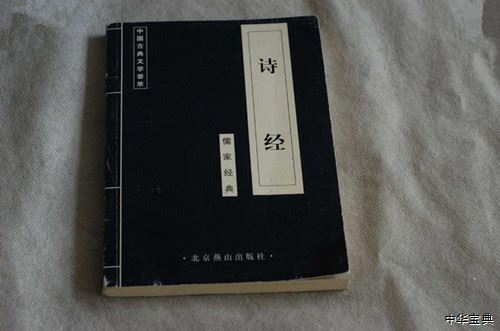 中国古典文学荟萃
诗经
儒家经典
·北京燕山出版社·
中华宝典